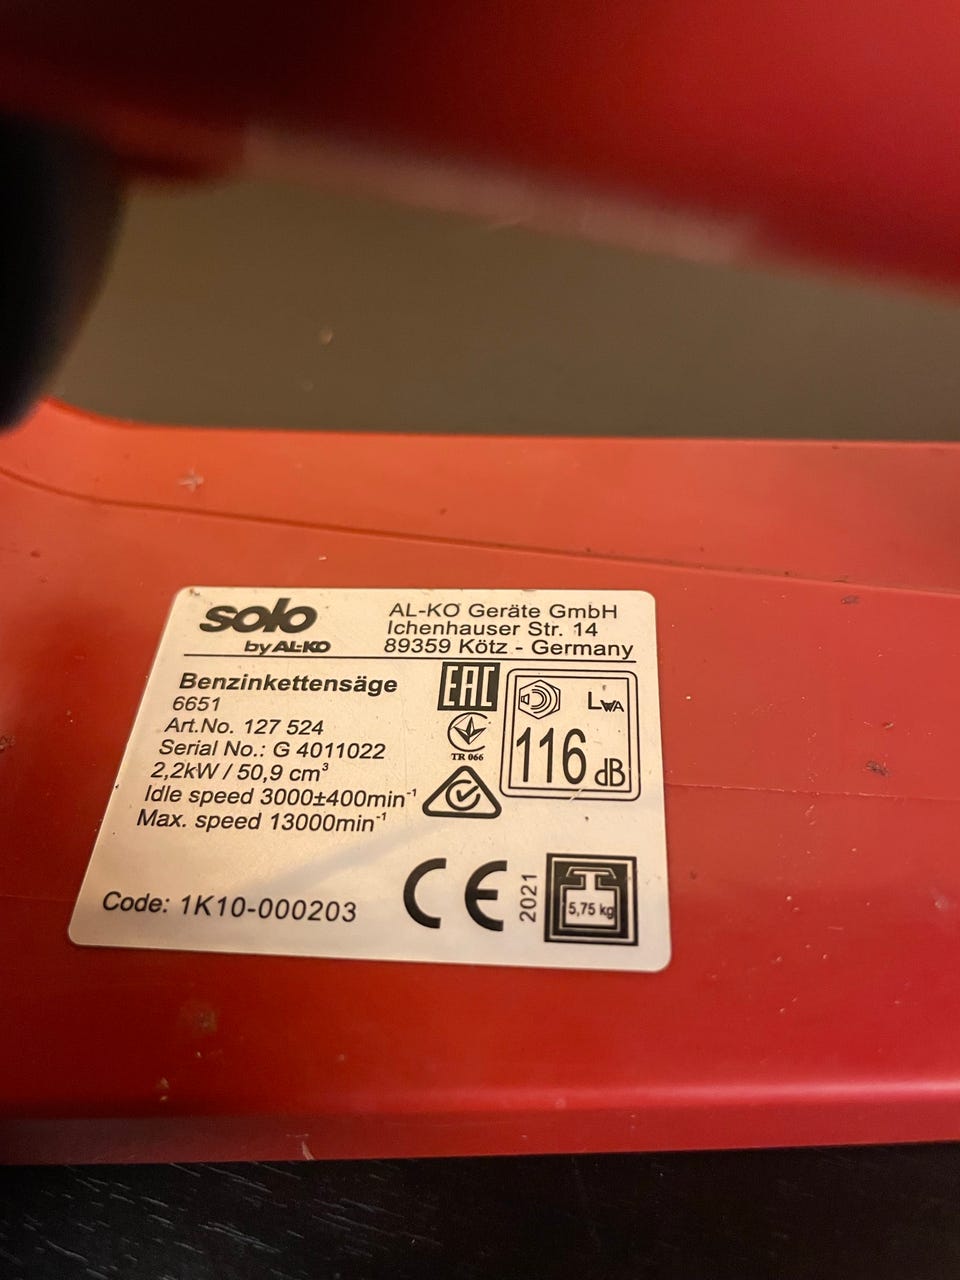 solo
by AL-KO
AL-KO Geräte GmbH
Ichenhauser Str. 14
89359 Kötz - Germany
Benzinkettensäge
6651
Art.No. 127 524
Serial No.: G 4011022
2,2kW / 50,9 cm³
Idle speed 3000±400min⁻¹
Max. speed 13000min⁻¹
EAC
TR 066
LWA
116 dB
Code: 1K10-000203
CE
2021
5,75 kg